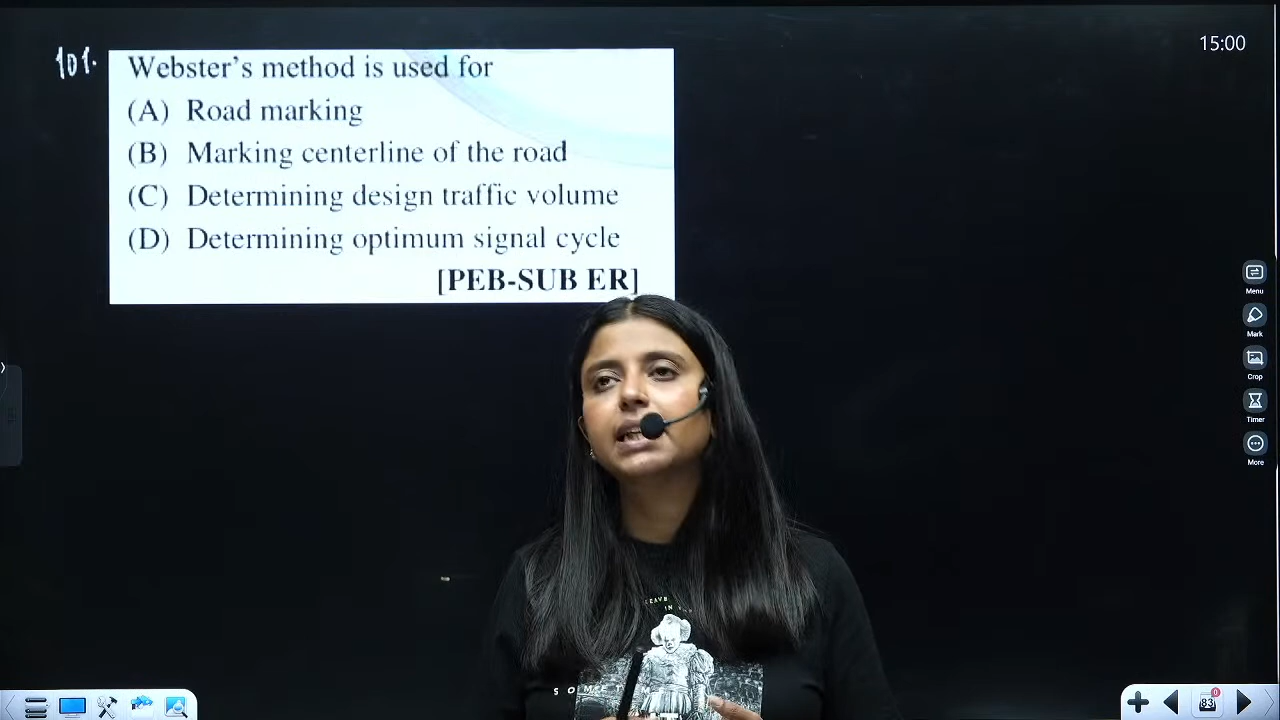 15:00
101.
Webster's method is used for
(A) Road marking
(B) Marking centerline of the road
(C) Determining design traffic volume
(D) Determining optimum signal cycle
[PEB-SUB ER]
Menu
Mark
Crop
Timer
More
0
83